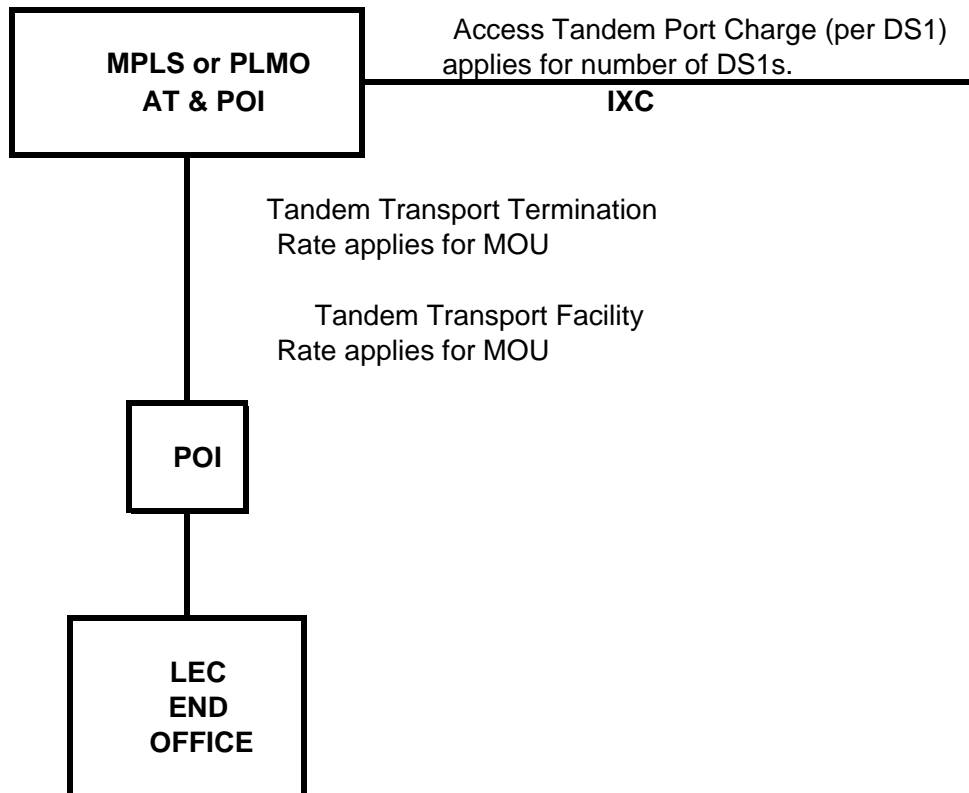 MPLS or PLMO
AT & POI
Access Tandem Port Charge (per DS1)
applies for number of DS1s.
IXC
Tandem Transport Termination
Rate applies for MOU
Tandem Transport Facility
Rate applies for MOU
POI
LEC
END
OFFICE